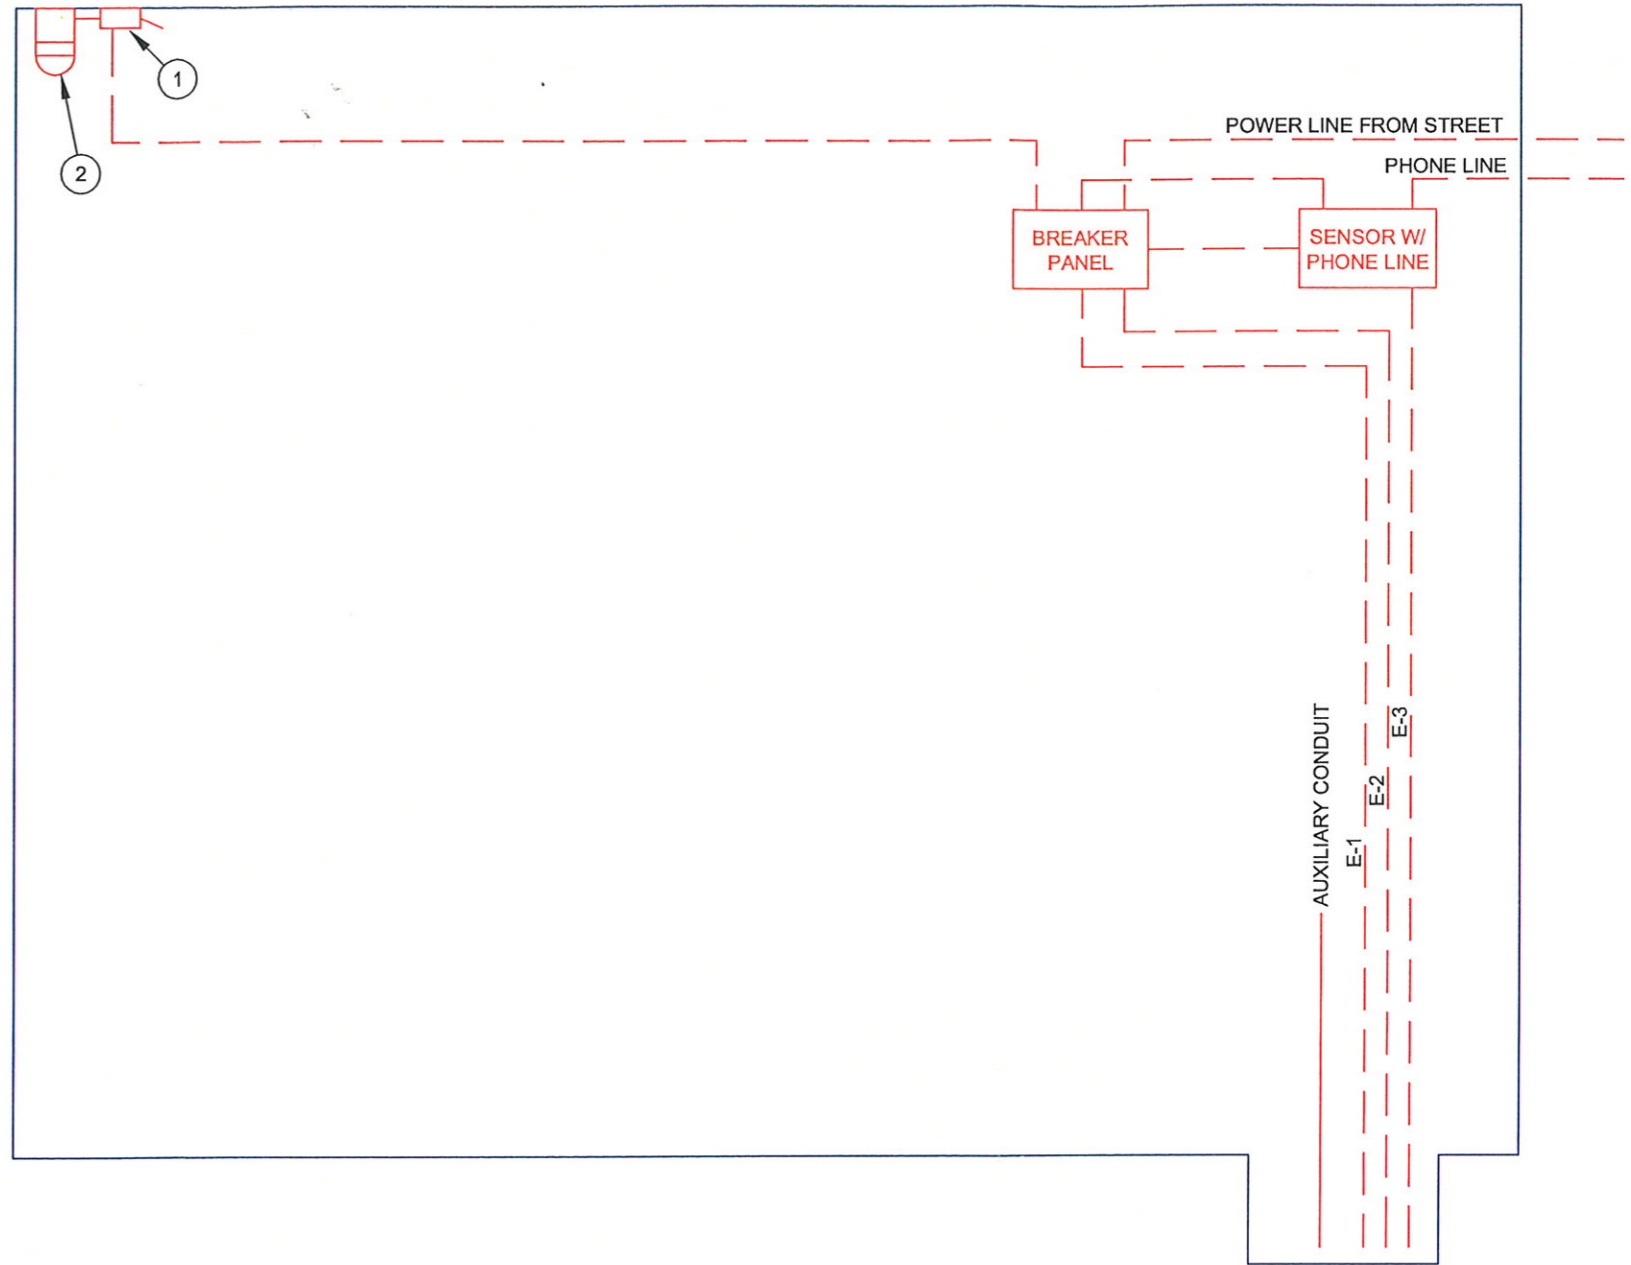 1
2
POWER LINE FROM STREET
PHONE LINE
BREAKER
PANEL
SENSOR W/
PHONE LINE
AUXILIARY CONDUIT
E-1
E-2
E-3